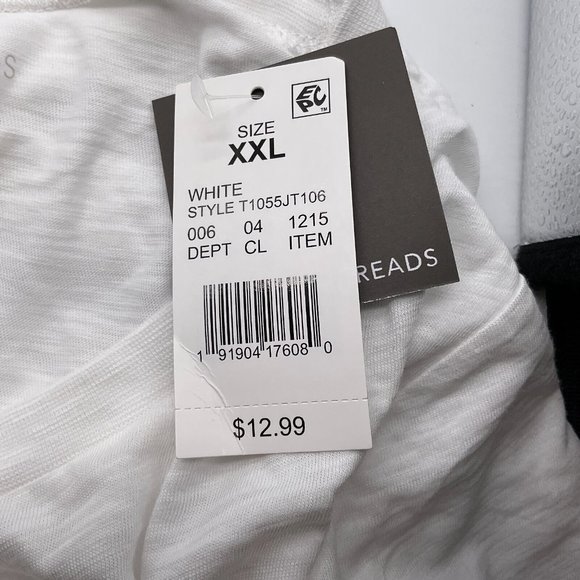 S
EPC
TM
SIZE
XXL
WHITE
STYLE T1055JT106
006 04 1215
DEPT CL ITEM
READS
1 91904 17608 0
$12.99